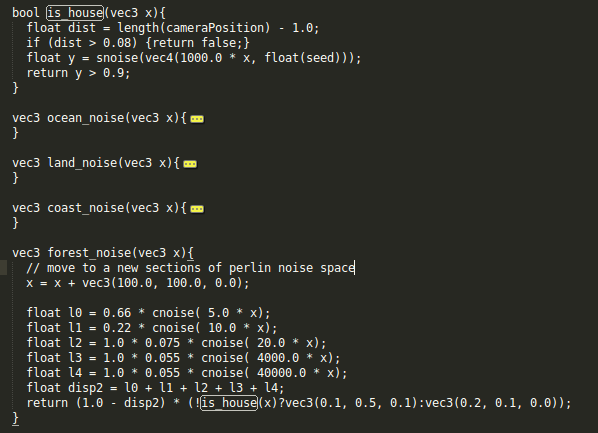 bool is_house(vec3 x){
  float dist = length(cameraPosition) - 1.0;
  if (dist > 0.08) {return false;}
  float y = snoise(vec4(1000.0 * x, float(seed)));
  return y > 0.9;
}

vec3 ocean_noise(vec3 x){
}

vec3 land_noise(vec3 x){
}

vec3 coast_noise(vec3 x){
}

vec3 forest_noise(vec3 x){
  // move to a new sections of perlin noise space
  x = x + vec3(100.0, 100.0, 0.0);

  float l0 = 0.66 * cnoise( 5.0 * x);
  float l1 = 0.22 * cnoise( 10.0 * x);
  float l2 = 1.0 * 0.075 * cnoise( 20.0 * x);
  float l3 = 1.0 * 0.055 * cnoise( 4000.0 * x);
  float l4 = 1.0 * 0.055 * cnoise( 40000.0 * x);
  float disp2 = l0 + l1 + l2 + l3 + l4;
  return (1.0 - disp2) * (!is_house(x)?vec3(0.1, 0.5, 0.1):vec3(0.2, 0.1, 0.0));
}